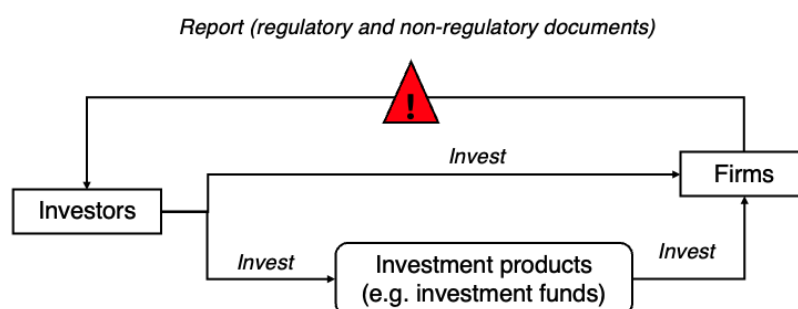 Report (regulatory and non-regulatory documents)
!
Invest
Firms
Investors
Invest
Investment products
(e.g. investment funds)
Invest